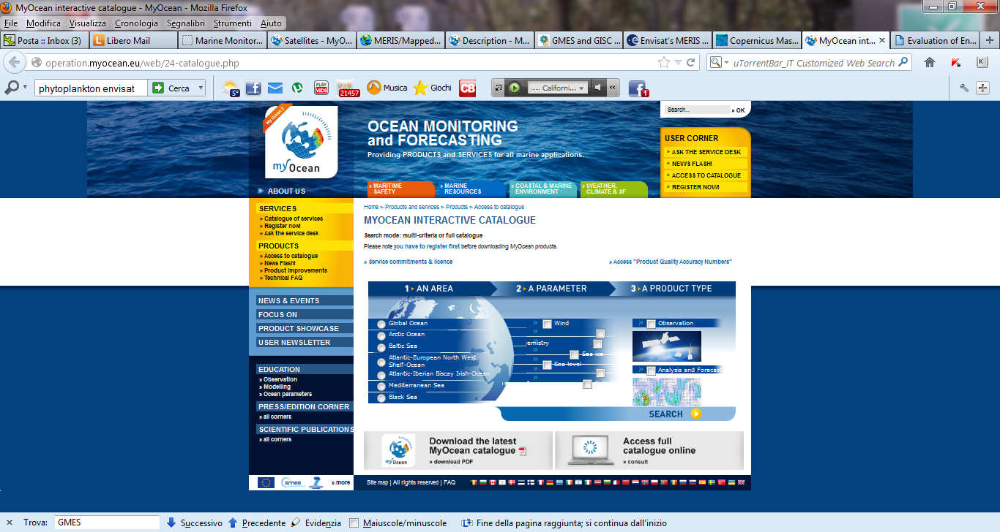 MyOcean interactive catalogue - MyOcean - Mozilla Firefox
File Modifica Visualizza Cronologia Segnalibri Strumenti Aiuto
Posta :: Inbox (3) Libero Mail Marine Monitor... Satellites - MyO... MERIS/Mapped... Description - M... GMES and GISC ... Envisat's MERIS ... Copernicus Mas... MyOcean int... Evaluation of En...
operation.myocean.eu/web/24-catalogue.php
uTorrentBar_IT Customized Web Search
phytoplankton envisat Cerca 5° PLAY VIDS 21457 Musica Giochi CB ..... Californi... 1
My Ocean 2
my Ocean
OCEAN MONITORING
and FORECASTING
Providing PRODUCTS and SERVICES for all marine applications.
Search... » OK
USER CORNER
» ASK THE SERVICE DESK
» NEWS FLASH!
» ACCESS TO CATALOGUE
» REGISTER NOW!
ABOUT US
» MARITIME
SAFETY
» MARINE
RESOURCES
» COASTAL & MARINE
ENVIRONMENT
» WEATHER,
CLIMATE & SF
SERVICES
» Catalogue of services
» Register now!
» Ask the service desk
PRODUCTS
» Access to catalogue
» News Flash!
» Product improvements
» Technical FAQ
NEWS & EVENTS
FOCUS ON
PRODUCT SHOWCASE
USER NEWSLETTER
EDUCATION
» Observation
» Modelling
» Ocean parameters
PRESS/EDITION CORNER
» all corners
SCIENTIFIC PUBLICATIONS
» all corners
Home > Products and services > Products > Access to catalogue
MYOCEAN INTERACTIVE CATALOGUE
Search mode: multi-criteria or full catalogue
Please note you have to register first before downloading MyOcean products.
» Service commitments & licence
» Access "Product Quality Accuracy Numbers"
1 AN AREA 2 A PARAMETER 3 A PRODUCT TYPE
Global Ocean
Arctic Ocean
Baltic Sea
Atlantic-European North West
Shelf-Ocean
Atlantic-Iberian Biscay Irish-Ocean
Mediterranean Sea
Black Sea
» Wind
»
emistry
» Sea ice
» Sea level
»
» Observation
» Analysis and Forecast
SEARCH
my Ocean
Download the latest
MyOcean catalogue
» download PDF
Access full
catalogue online
» consult
GMES
» more
Site map | All rights reserved | FAQ
Trova: GMES Successivo Precedente Evidenzia Maiuscole/minuscole Fine della pagina raggiunta; si continua dall'inizio